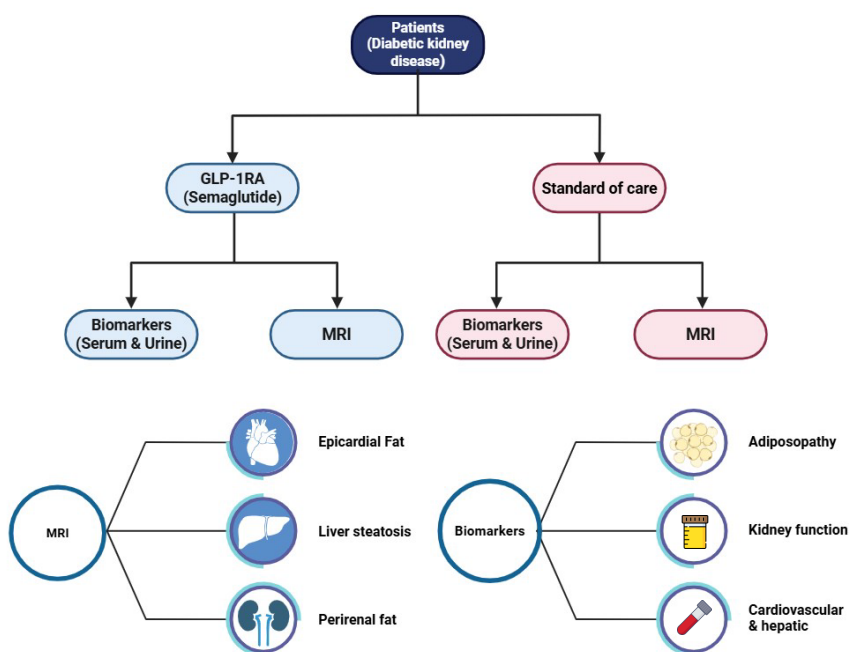 Patients
(Diabetic kidney
disease)
GLP-1RA
(Semaglutide)
Standard of care
Biomarkers
(Serum & Urine)
MRI
Biomarkers
(Serum & Urine)
MRI
Epicardial Fat
MRI
Liver steatosis
Perirenal fat
Adiposopathy
Biomarkers
Kidney function
Cardiovascular
& hepatic